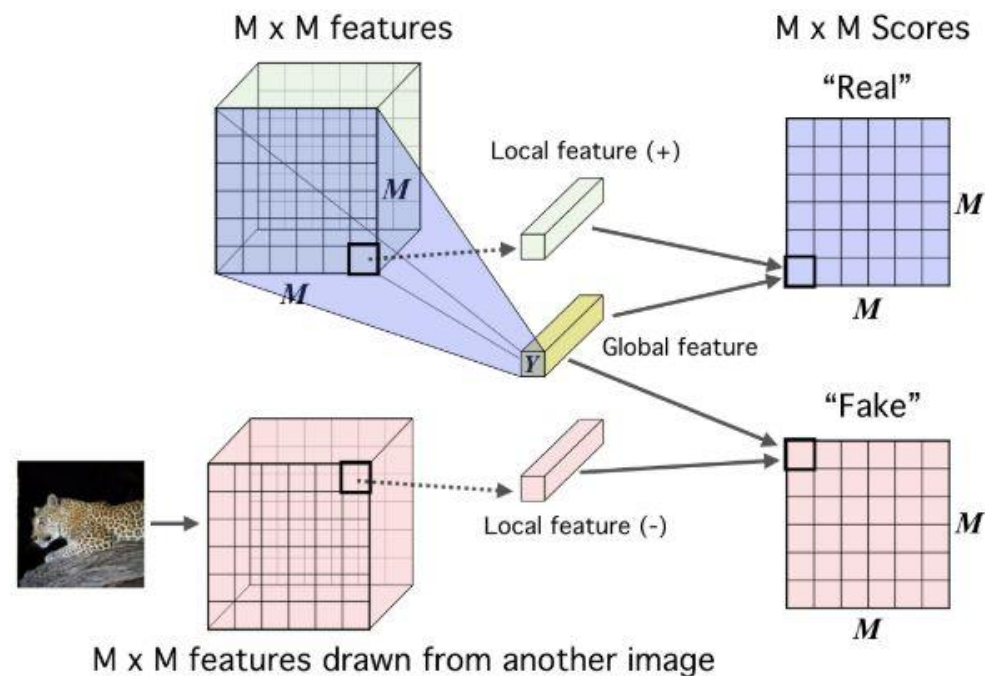 M x M features
M x M Scores
“Real”
Local feature (+)
M
M
M
M
Y
Global feature
“Fake”
Local feature (-)
M
M
M x M features drawn from another image